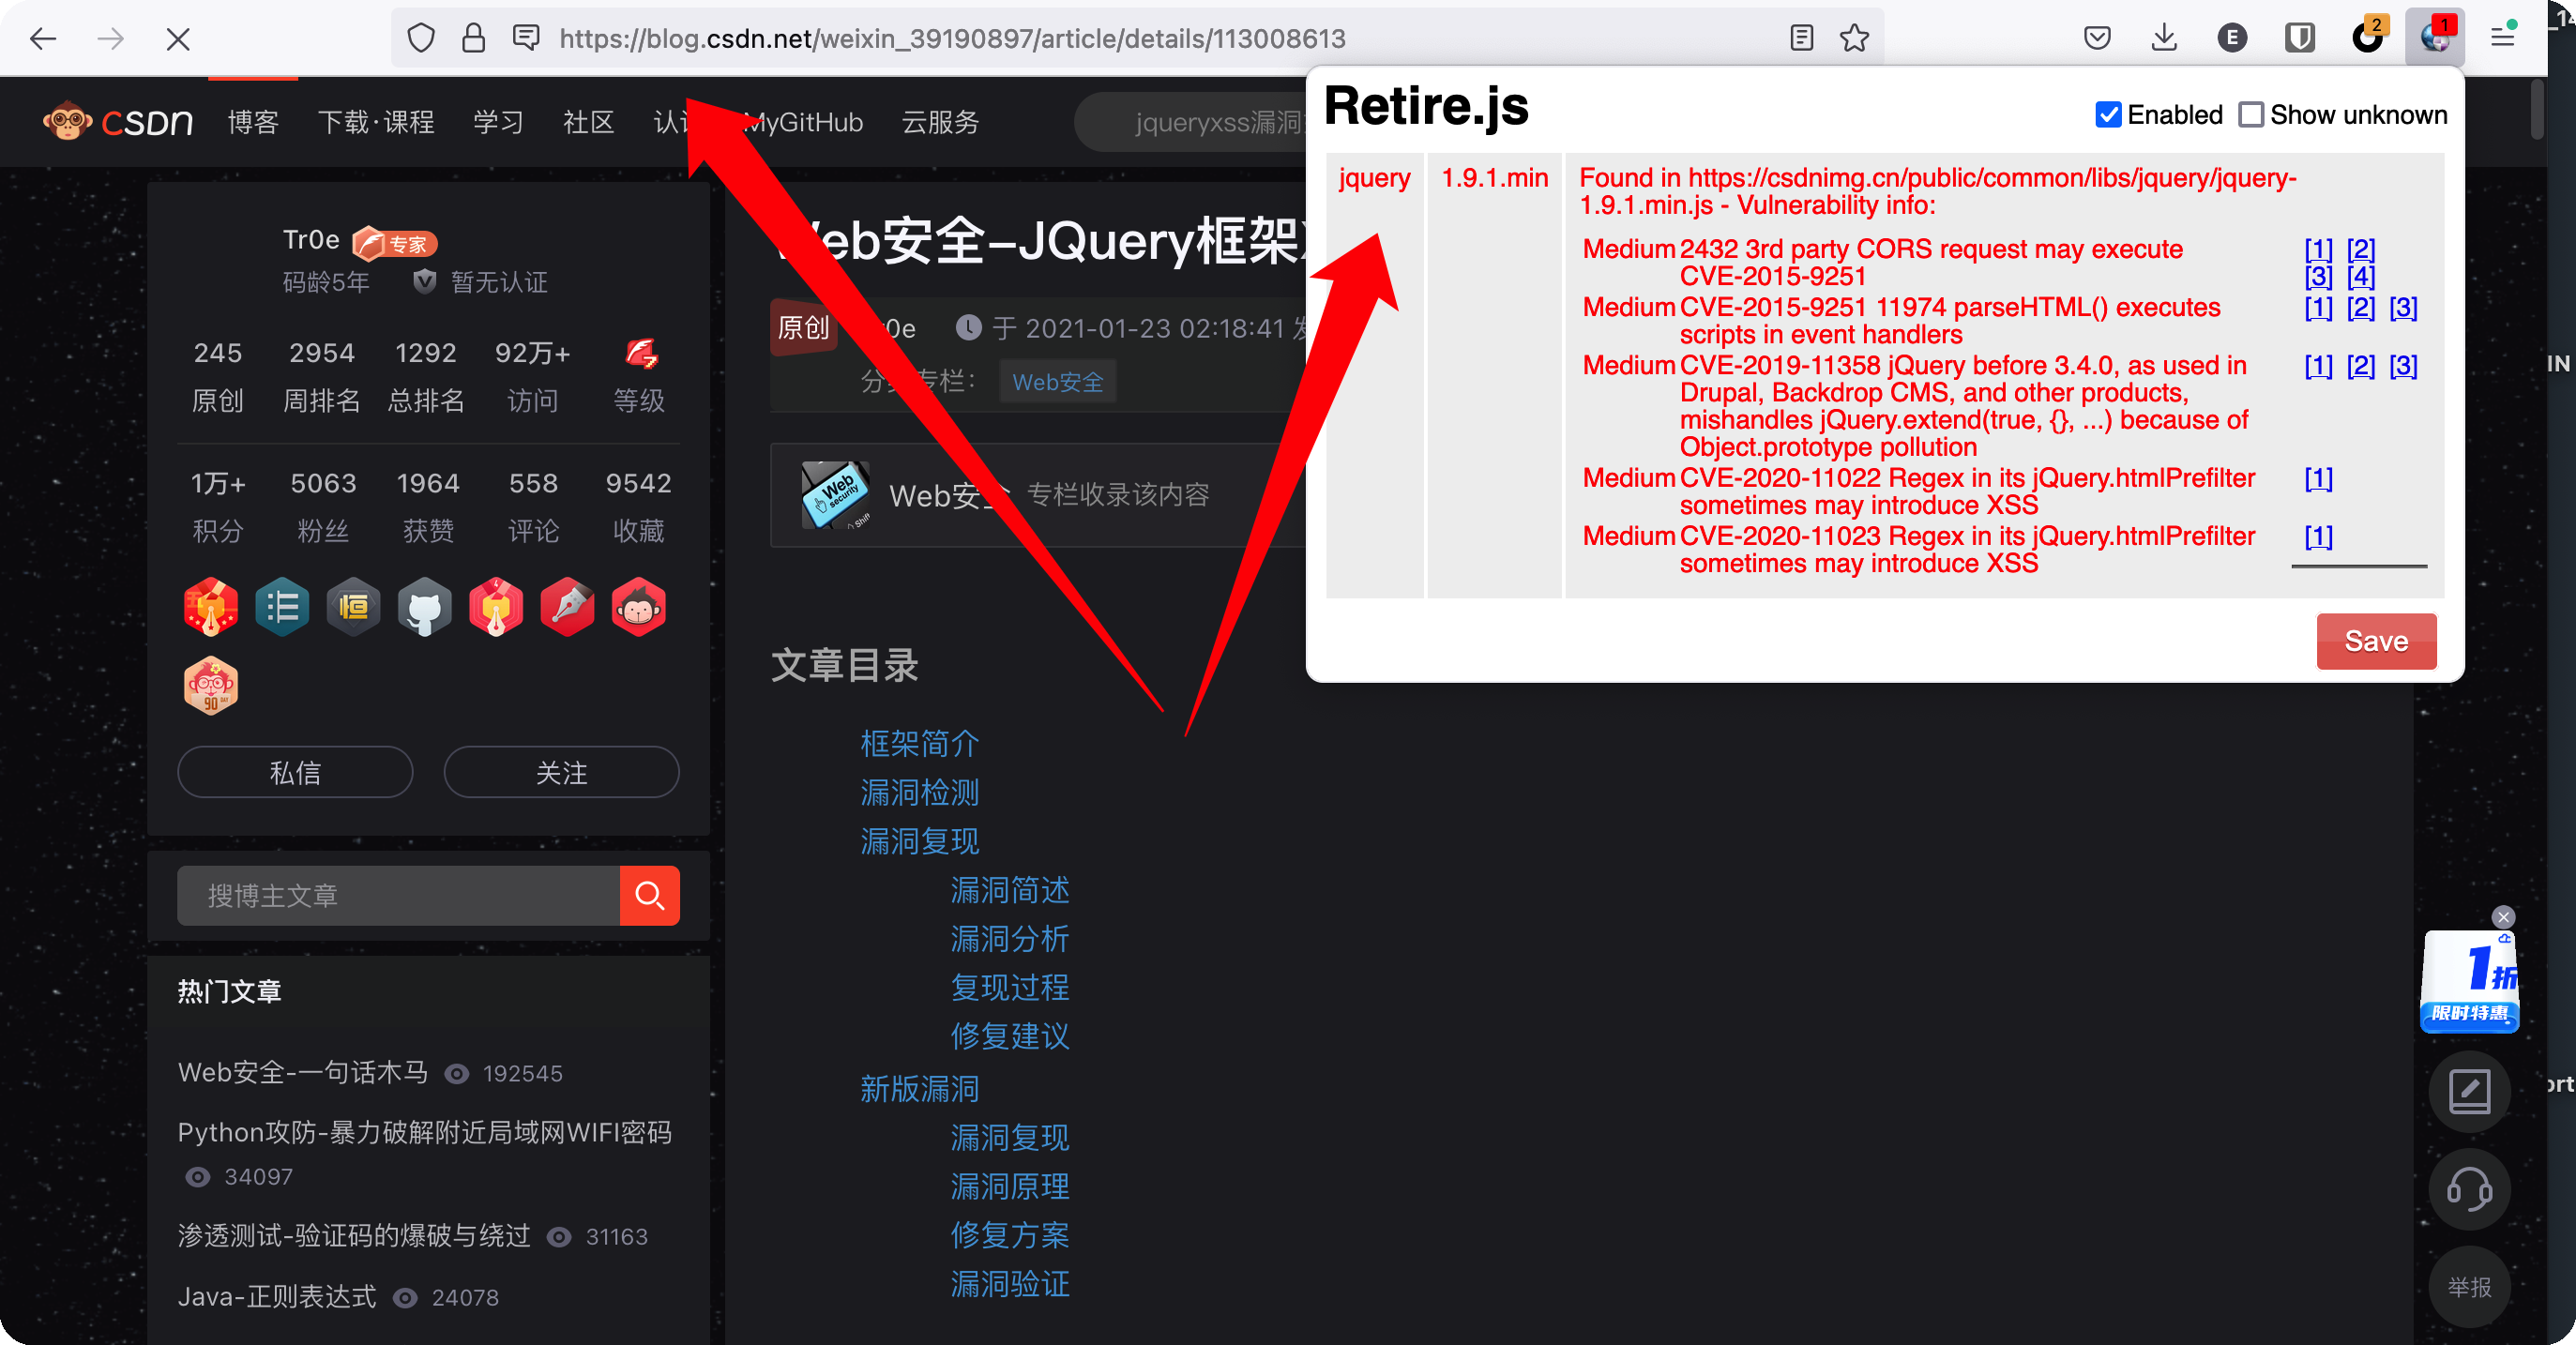 https://blog.csdn.net/weixin_39190897/article/details/113008613
E
2
1
CSDN
博客
下载·课程
学习
社区
MyGitHub
云服务
jqueryxss漏洞
Retire.js
Enabled
Show unknown
jquery
1.9.1.min
Found in https://csdnimg.cn/public/common/libs/jquery/jquery-
1.9.1.min.js - Vulnerability info:
Medium 2432 3rd party CORS request may execute [1] [2]
CVE-2015-9251 [3] [4]
Medium CVE-2015-9251 11974 parseHTML() executes [1] [2] [3]
scripts in event handlers
Medium CVE-2019-11358 jQuery before 3.4.0, as used in [1] [2] [3]
Drupal, Backdrop CMS, and other products,
mishandles jQuery.extend(true, {}, ...) because of
Object.prototype pollution
Medium CVE-2020-11022 Regex in its jQuery.htmlPrefilter [1]
sometimes may introduce XSS
Medium CVE-2020-11023 Regex in its jQuery.htmlPrefilter [1]
sometimes may introduce XSS
Save
Tr0e 专家
码龄5年 暂无认证
245 2954 1292 92万+
原创 周排名 总排名 访问 等级
1万+ 5063 1964 558 9542
积分 粉丝 获赞 评论 收藏
恒
90
私信 关注
搜博主文章
热门文章
Web安全-一句话木马 192545
Python攻防-暴力破解附近局域网WIFI密码
34097
渗透测试-验证码的爆破与绕过 31163
Java-正则表达式 24078
Web安全-JQuery框架
原创 于 2021-01-23 02:18:41
Web安全
Web security
Shift
专栏收录该内容
文章目录
框架简介
漏洞检测
漏洞复现
漏洞简述
漏洞分析
复现过程
修复建议
新版漏洞
漏洞复现
漏洞原理
修复方案
漏洞验证
1折
限时特惠
举报
IN
ort